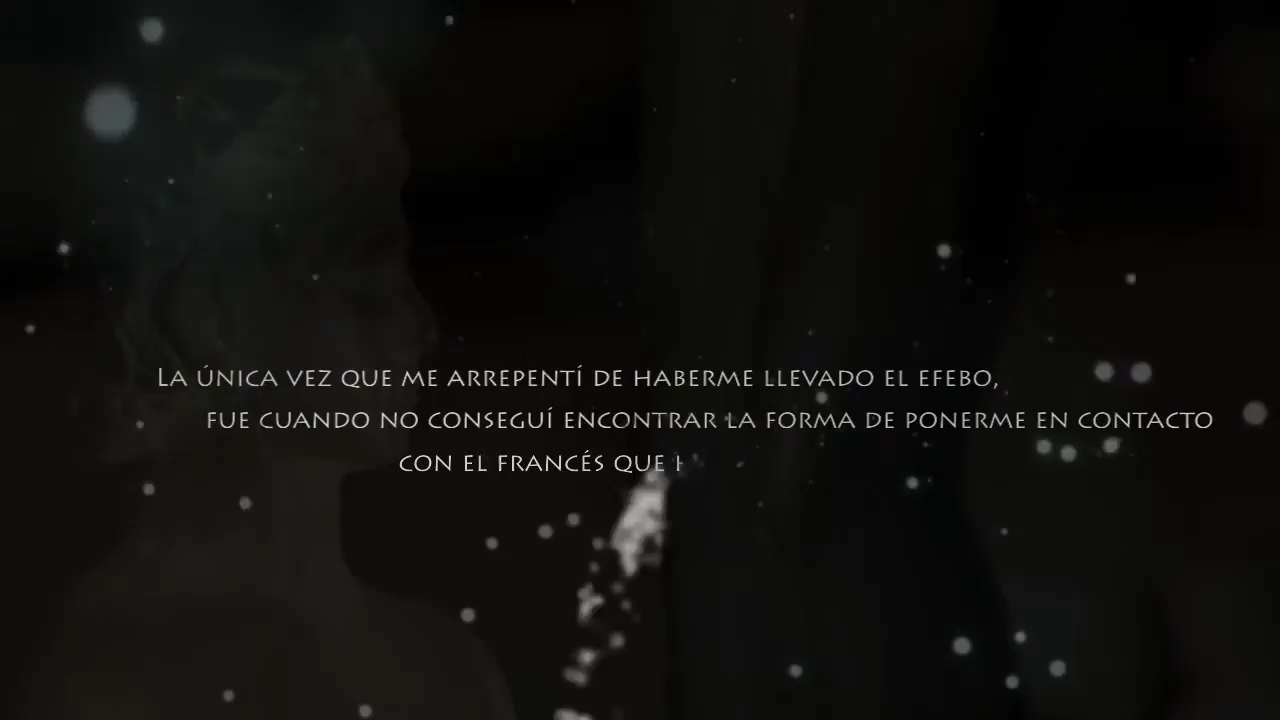 La única vez que me arrepentí de haberme llevado el efebo,
fue cuando no conseguí encontrar la forma de ponerme en contacto
con el francés que